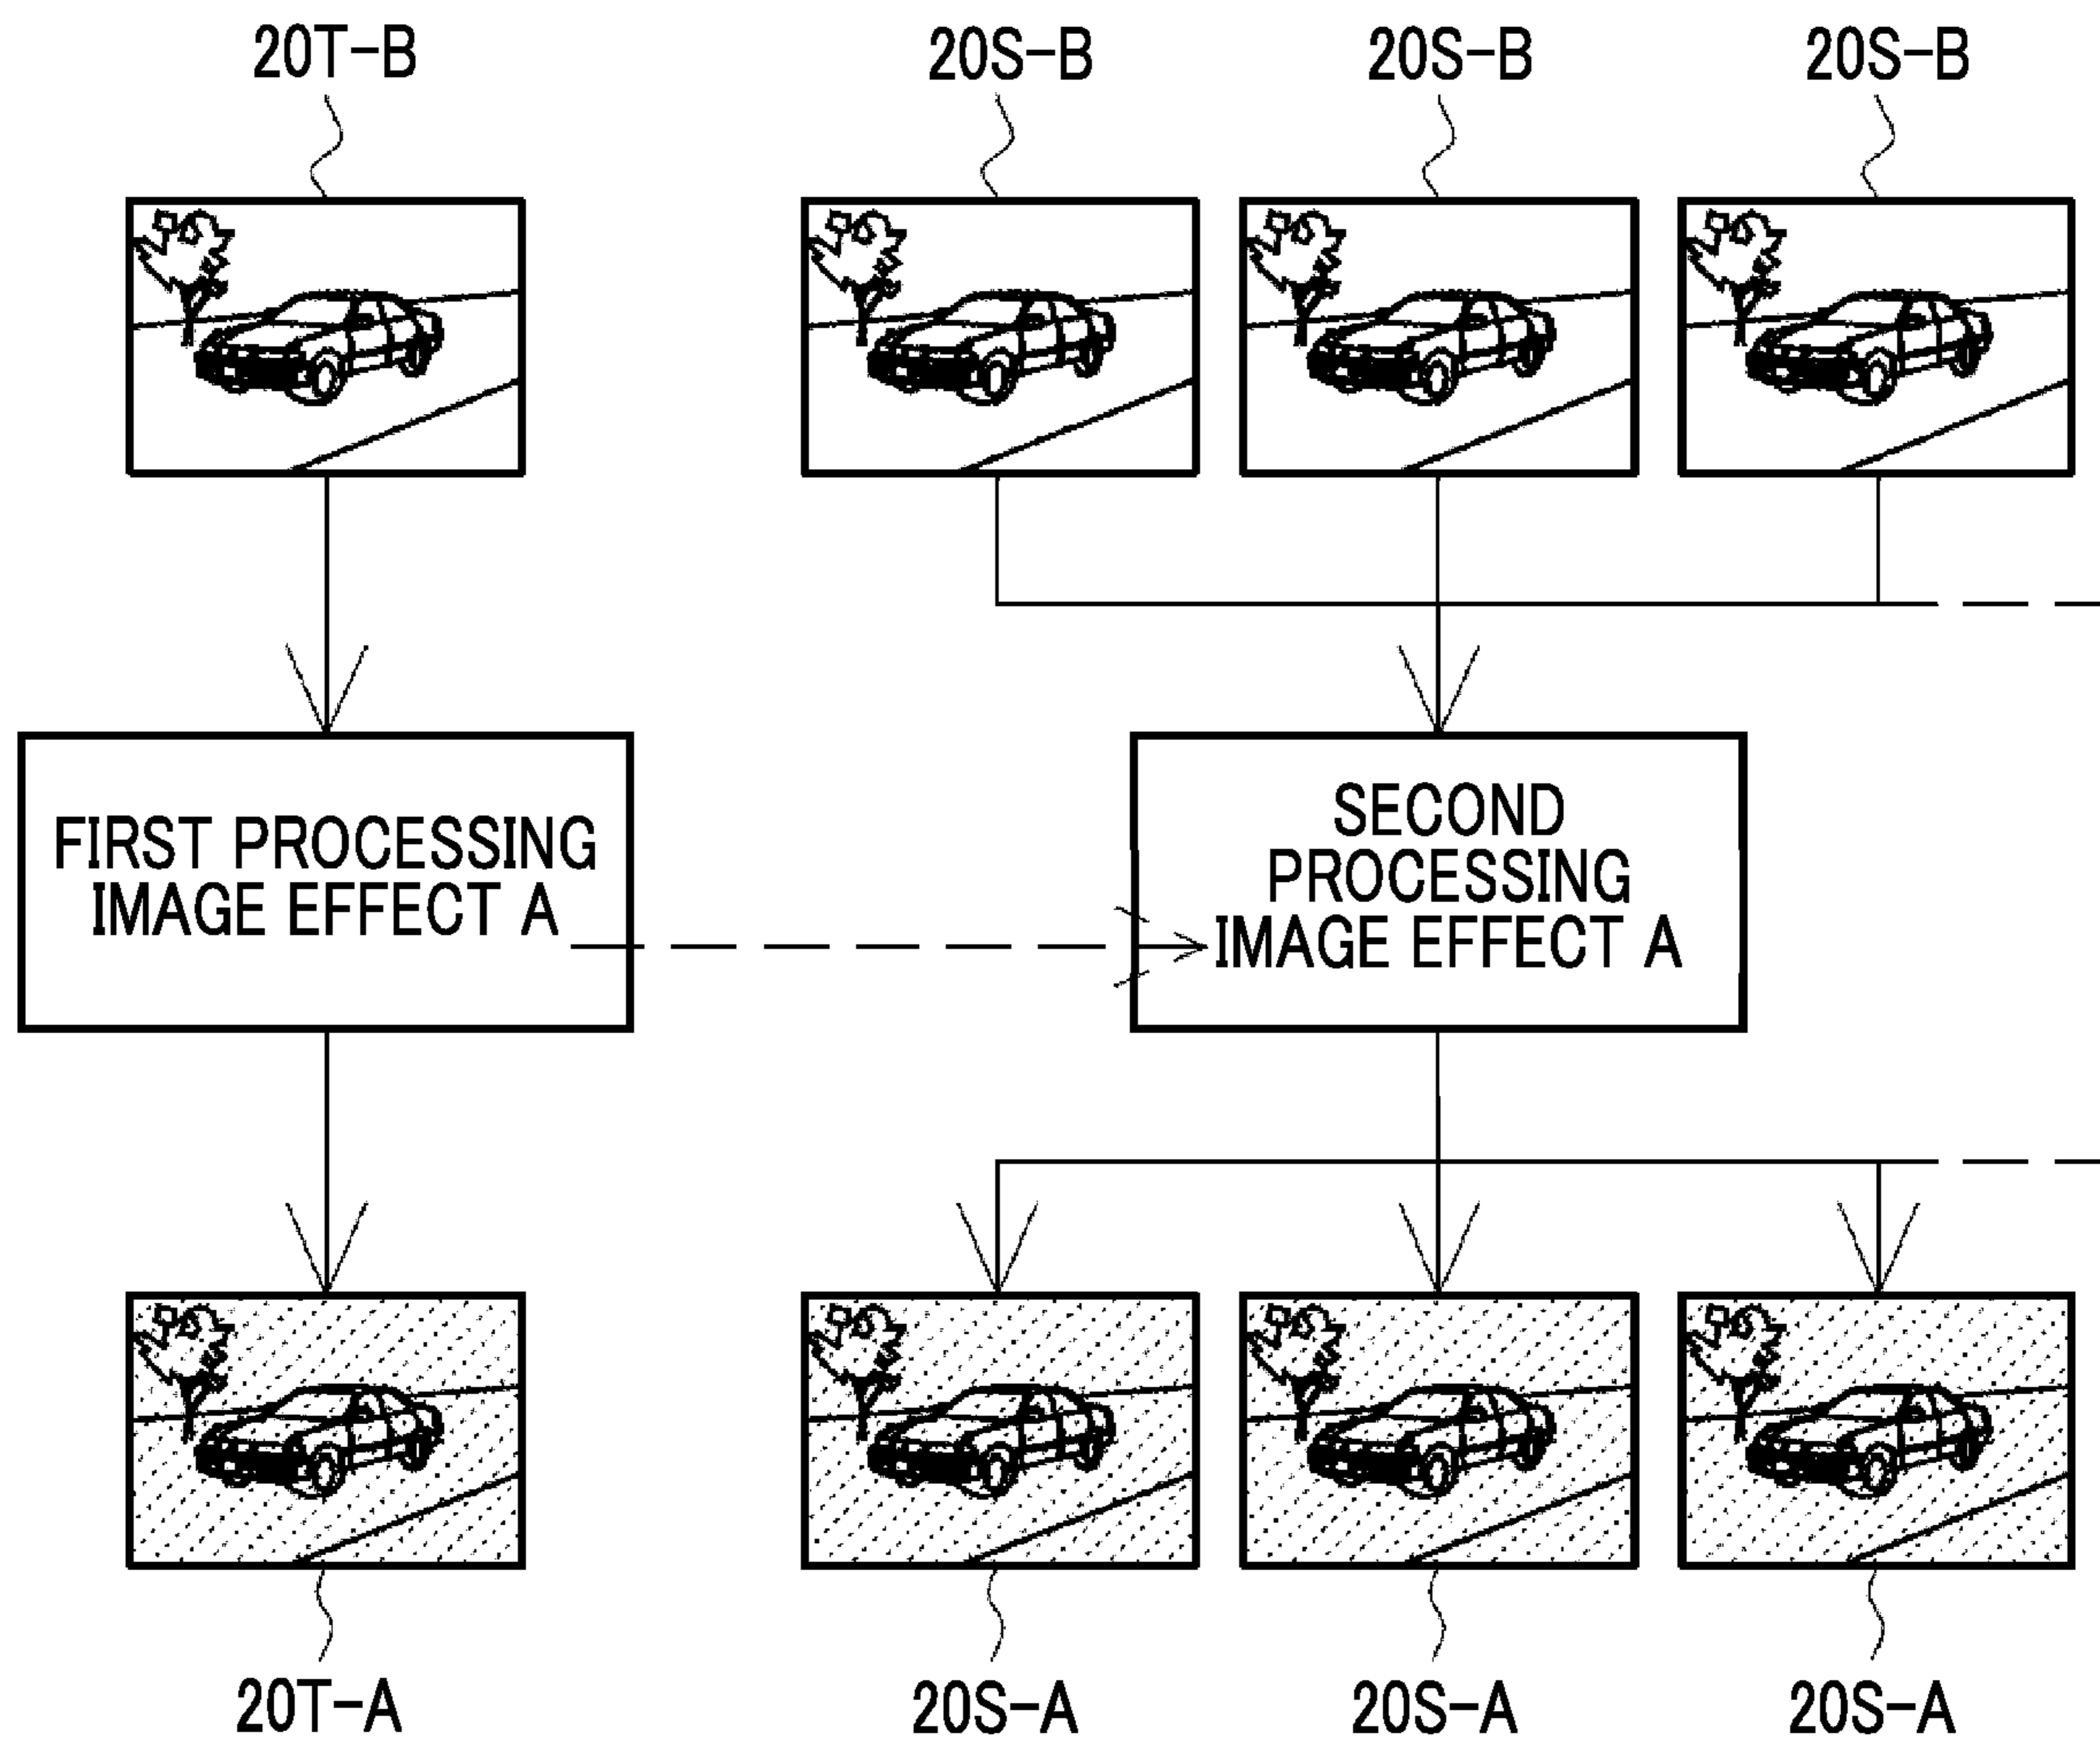 20T-B
20S-B
20S-B
20S-B
FIRST PROCESSING
IMAGE EFFECT A
SECOND
PROCESSING
IMAGE EFFECT A
20T-A
20S-A
20S-A
20S-A